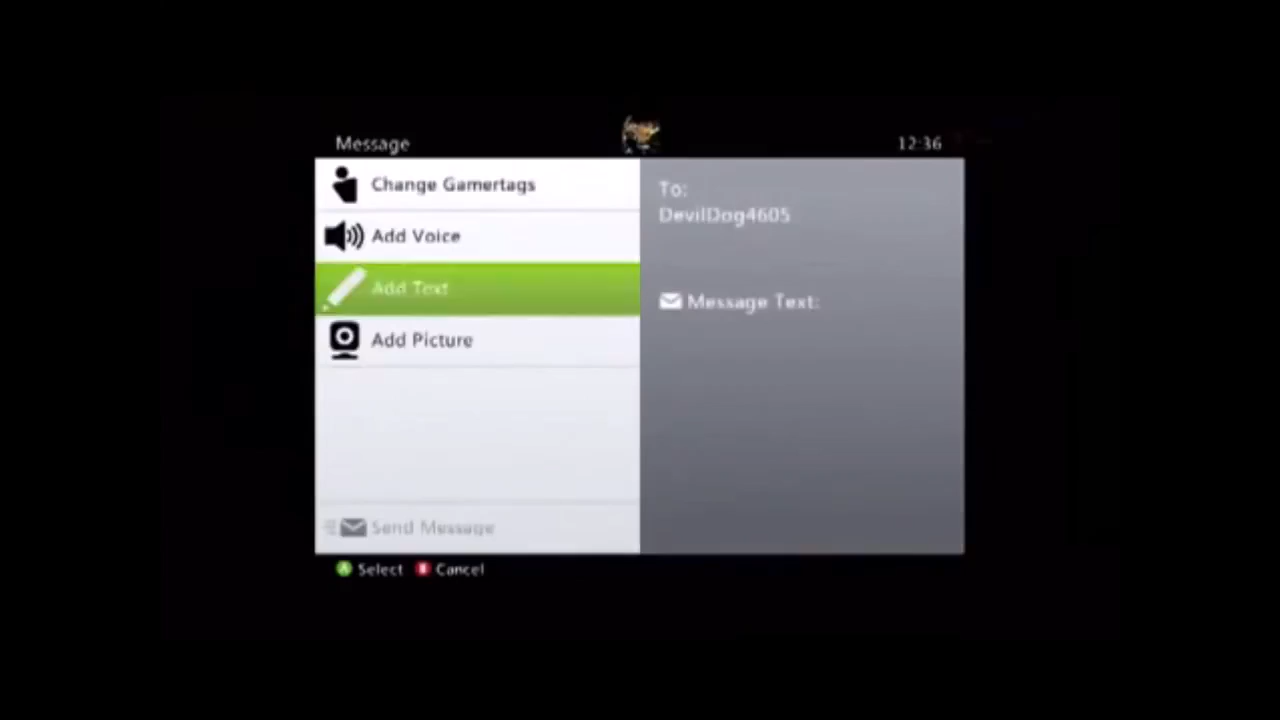 Message
12:36
Change Gamertags
Add Voice
Add Text
Add Picture
Send Message
To:
DevilDog4605
Message Text:
A Select B Cancel